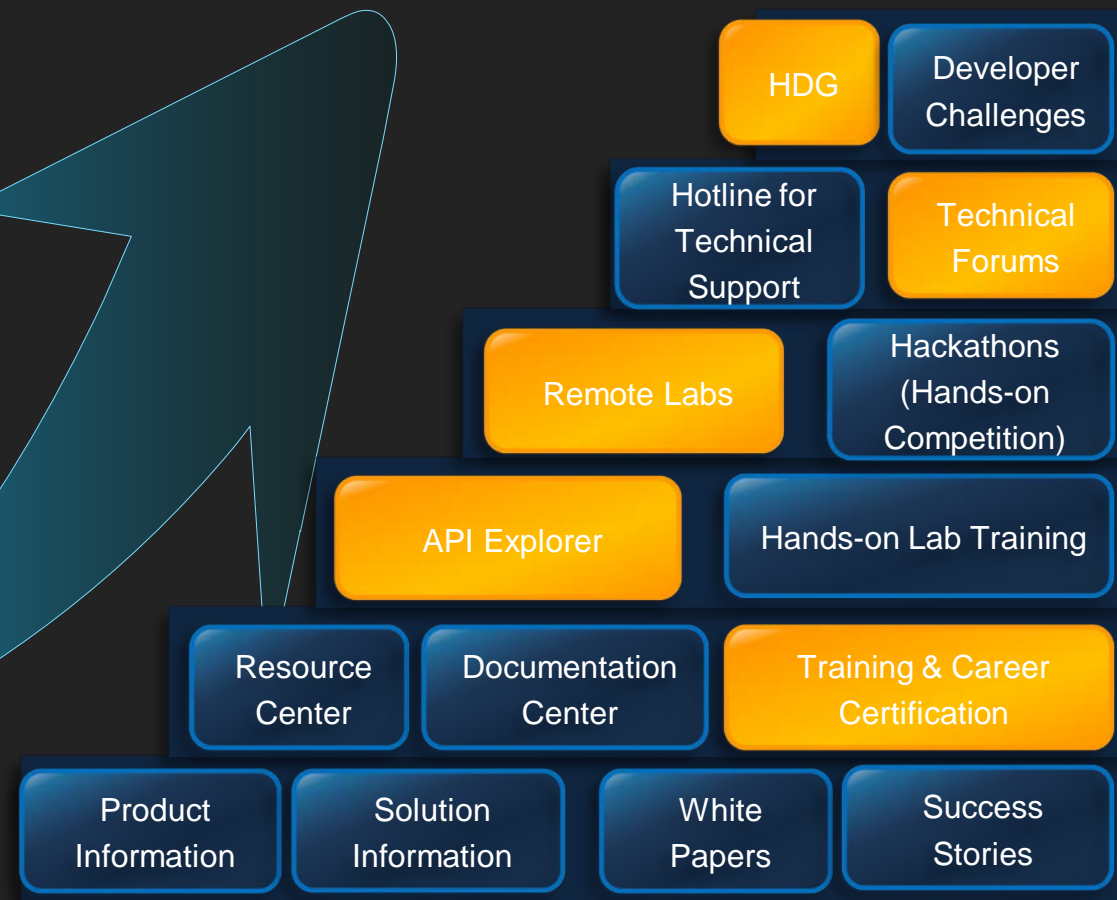 HDG
Developer
Challenges
Hotline for
Technical
Support
Technical
Forums
Remote Labs
Hackathons
(Hands-on
Competition)
API Explorer
Hands-on Lab Training
Resource
Center
Documentation
Center
Training & Career
Certification
Product
Information
Solution
Information
White
Papers
Success
Stories